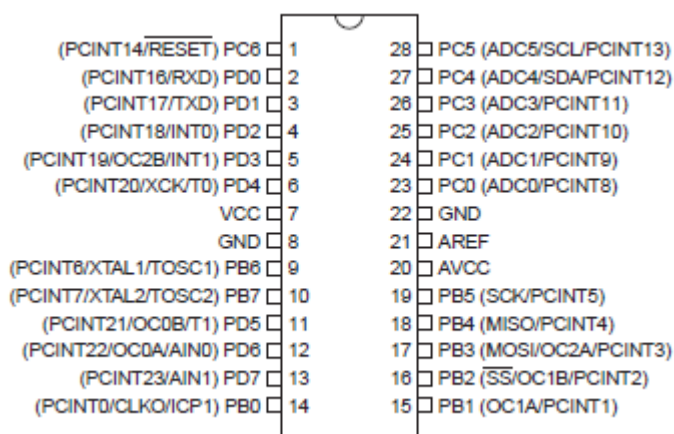 (PCINT14/RESET) PC6 1 28 PC5 (ADC5/SCL/PCINT13)
(PCINT16/RXD) PD0 2 27 PC4 (ADC4/SDA/PCINT12)
(PCINT17/TXD) PD1 3 26 PC3 (ADC3/PCINT11)
(PCINT18/INT0) PD2 4 25 PC2 (ADC2/PCINT10)
(PCINT19/OC2B/INT1) PD3 5 24 PC1 (ADC1/PCINT9)
(PCINT20/XCK/T0) PD4 6 23 PC0 (ADC0/PCINT8)
VCC 7 22 GND
GND 8 21 AREF
(PCINT6/XTAL1/TOSC1) PB6 9 20 AVCC
(PCINT7/XTAL2/TOSC2) PB7 10 19 PB5 (SCK/PCINT5)
(PCINT21/OC0B/T1) PD5 11 18 PB4 (MISO/PCINT4)
(PCINT22/OC0A/AIN0) PD6 12 17 PB3 (MOSI/OC2A/PCINT3)
(PCINT23/AIN1) PD7 13 16 PB2 (SS/OC1B/PCINT2)
(PCINT0/CLKO/ICP1) PB0 14 15 PB1 (OC1A/PCINT1)